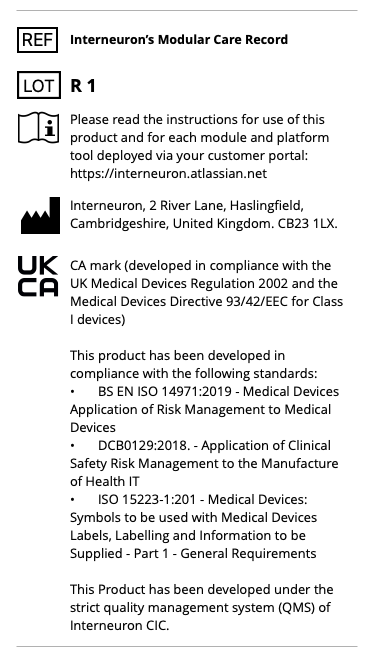 REF Interneuron's Modular Care Record
LOT R 1
Please read the instructions for use of this
product and for each module and platform
tool deployed via your customer portal:
https://interneuron.atlassian.net
Interneuron, 2 River Lane, Haslingfield,
Cambridgeshire, United Kingdom. CB23 1LX.
UK
CA
CA mark (developed in compliance with the
UK Medical Devices Regulation 2002 and the
Medical Devices Directive 93/42/EEC for Class
I devices)
This product has been developed in
compliance with the following standards:
• BS EN ISO 14971:2019 - Medical Devices
Application of Risk Management to Medical
Devices
• DCB0129:2018. - Application of Clinical
Safety Risk Management to the Manufacture
of Health IT
• ISO 15223-1:201 - Medical Devices:
Symbols to be used with Medical Devices
Labels, Labelling and Information to be
Supplied - Part 1 - General Requirements
This Product has been developed under the
strict quality management system (QMS) of
Interneuron CIC.